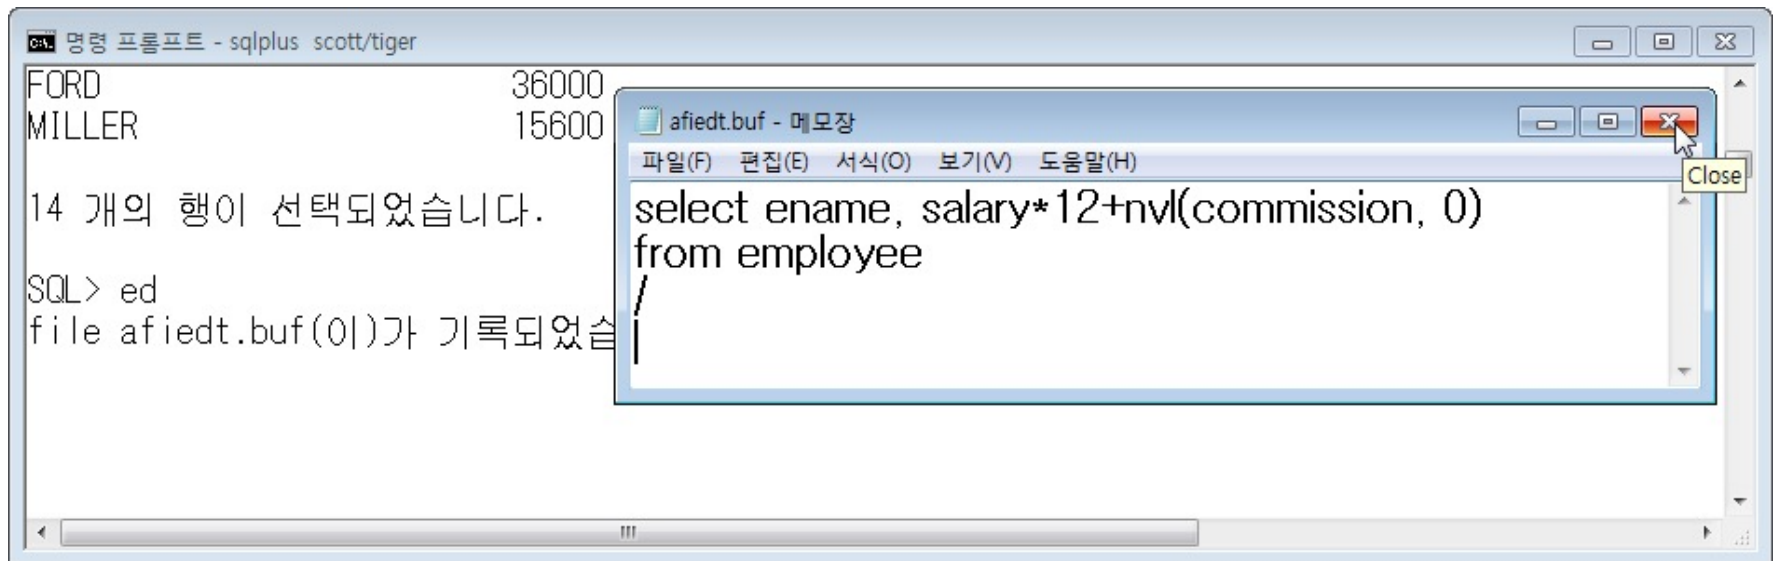 명령 프롬프트 - sqlplus scott/tiger
FORD 36000
MILLER 15600
14 개의 행이 선택되었습니다.
SQL> ed
file afiedt.buf(이)가 기록되었습
afiedt.buf - 메모장
파일(F) 편집(E) 서식(O) 보기(V) 도움말(H)
Close
select ename, salary*12+nvl(commission, 0)
from employee
/